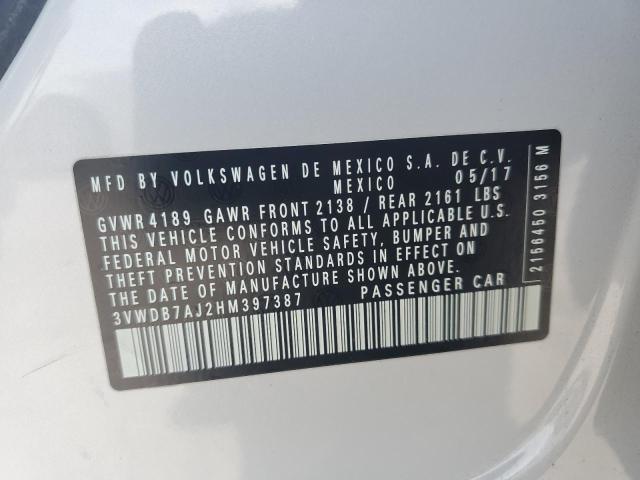 MFD BY VOLKSWAGEN DE MEXICO S.A. DE C.V.
MEXICO 05/17
GVWR 4189 GAWR FRONT 2138 / REAR 2161 LBS
THIS VEHICLE CONFORMS TO ALL APPLICABLE U.S.
FEDERAL MOTOR VEHICLE SAFETY, BUMPER AND
THEFT PREVENTION STANDARDS IN EFFECT ON
THE DATE OF MANUFACTURE SHOWN ABOVE.
3VWDB7AJ2HM397387 PASSENGER CAR
2156450 3156 M